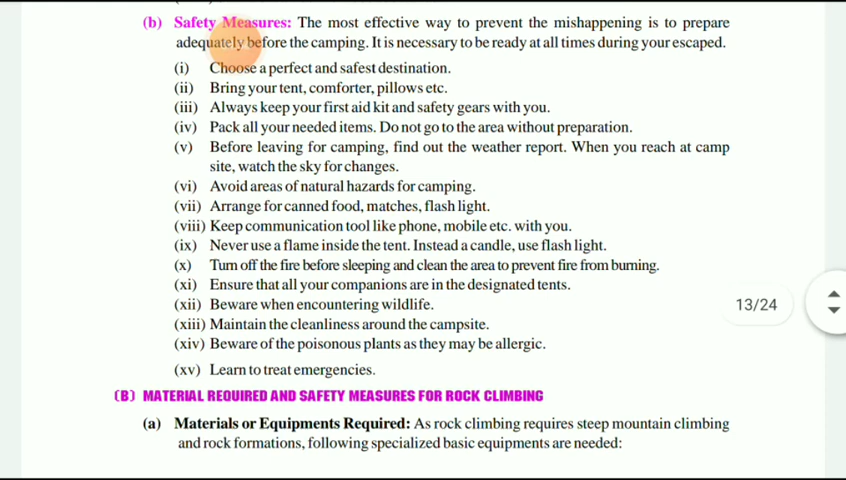 (b) Safety Measures: The most effective way to prevent the mishappening is to prepare
adequately before the camping. It is necessary to be ready at all times during your escaped.
(i) Choose a perfect and safest destination.
(ii) Bring your tent, comforter, pillows etc.
(iii) Always keep your first aid kit and safety gears with you.
(iv) Pack all your needed items. Do not go to the area without preparation.
(v) Before leaving for camping, find out the weather report. When you reach at camp
site, watch the sky for changes.
(vi) Avoid areas of natural hazards for camping.
(vii) Arrange for canned food, matches, flash light.
(viii) Keep communication tool like phone, mobile etc. with you.
(ix) Never use a flame inside the tent. Instead a candle, use flash light.
(x) Turn off the fire before sleeping and clean the area to prevent fire from burning.
(xi) Ensure that all your companions are in the designated tents.
(xii) Beware when encountering wildlife.
13/24
(xiii) Maintain the cleanliness around the campsite.
(xiv) Beware of the poisonous plants as they may be allergic.
(xv) Learn to treat emergencies.
(B) MATERIAL REQUIRED AND SAFETY MEASURES FOR ROCK CLIMBING
(a) Materials or Equipments Required: As rock climbing requires steep mountain climbing
and rock formations, following specialized basic equipments are needed: